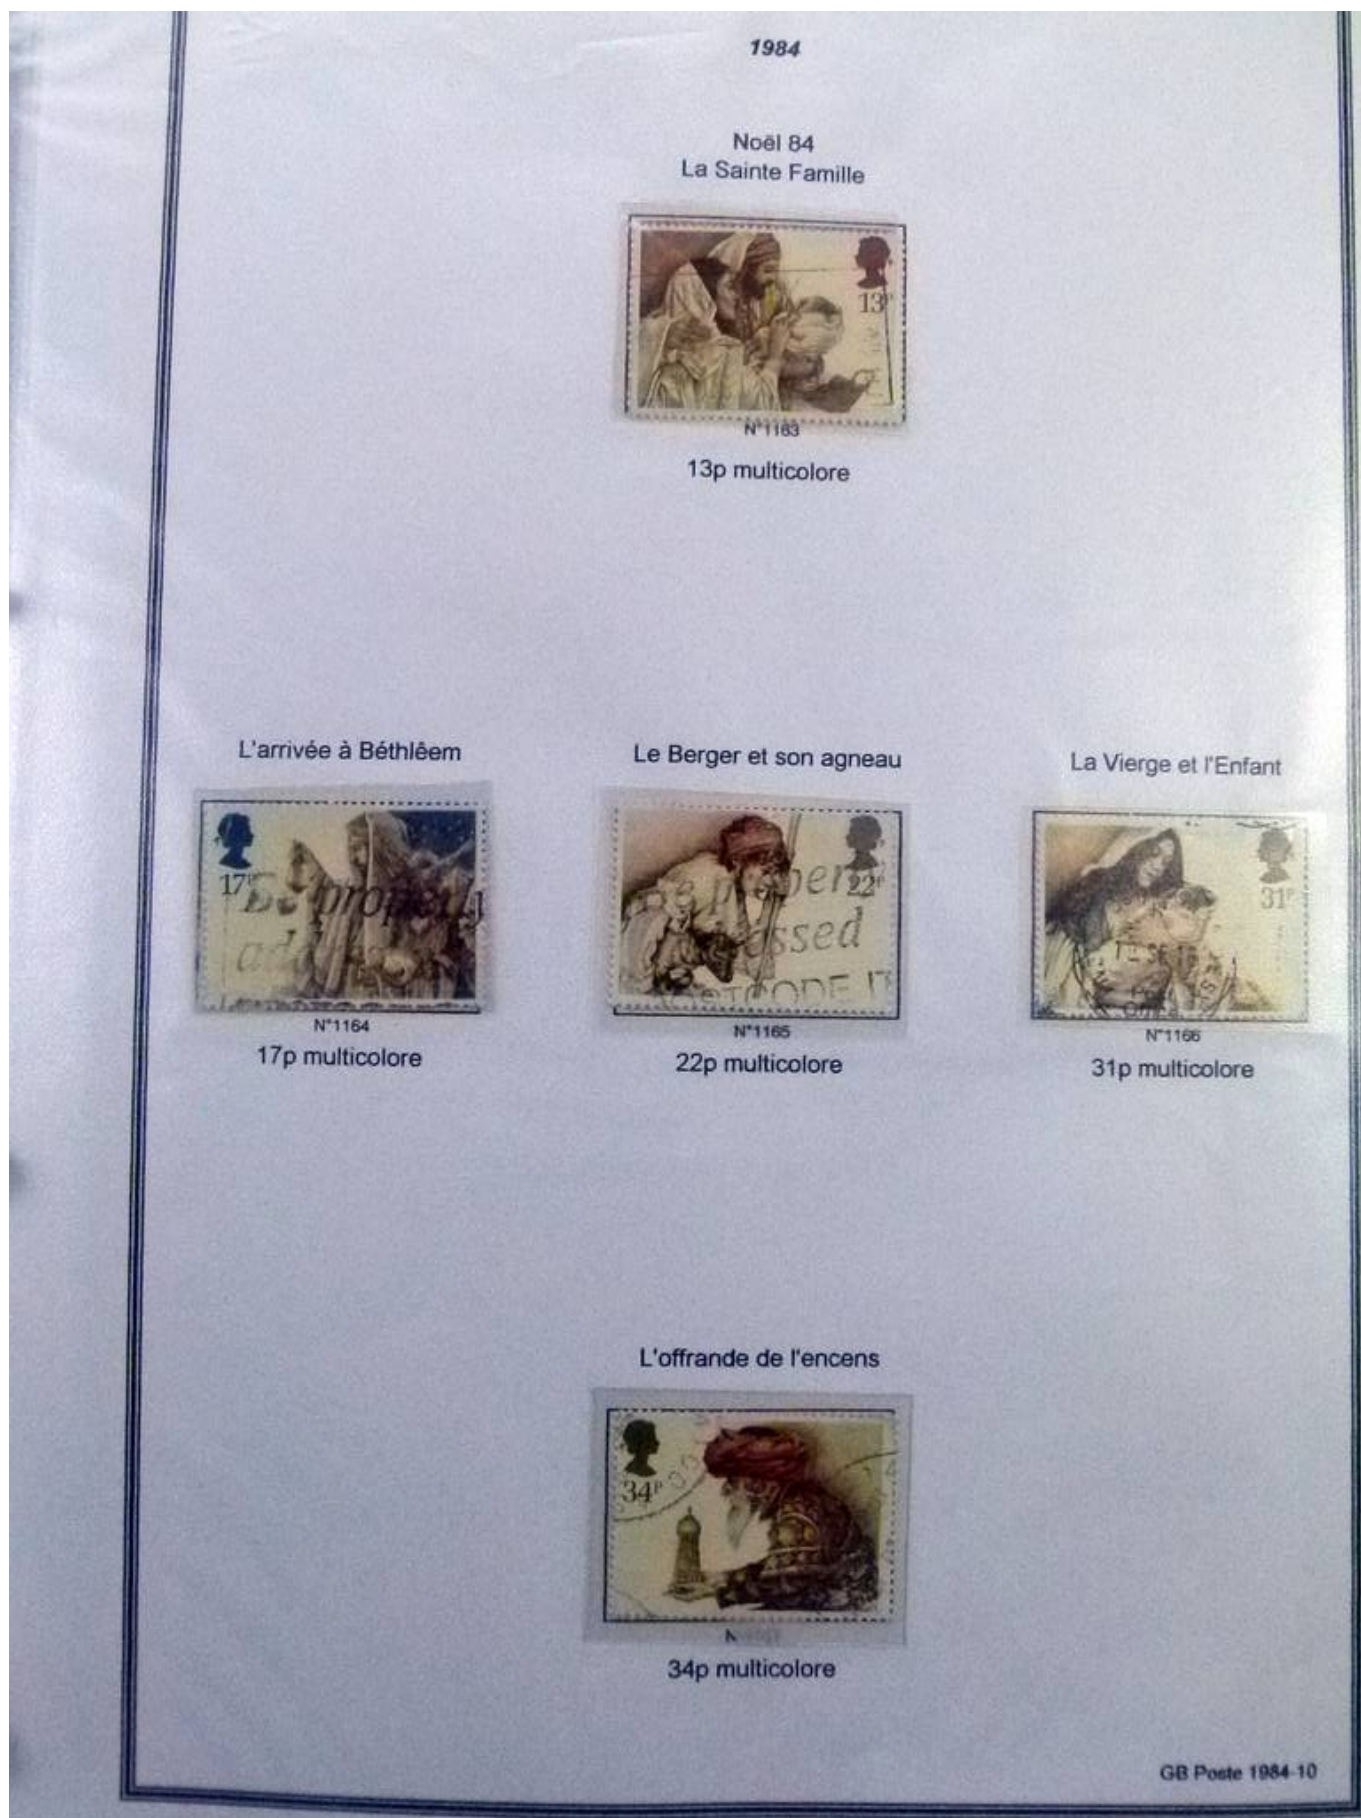 1984
Noël 84
La Sainte Famille
13P
N°1163
13p multicolore
L'arrivée à Béthlêem
Le Berger et son agneau
La Vierge et l'Enfant
17P
Be properly
22P
31P
N°1164
17p multicolore
N°1165
22p multicolore
N°1166
31p multicolore
L'offrande de l'encens
34P
34p multicolore
GB Poste 1984-10